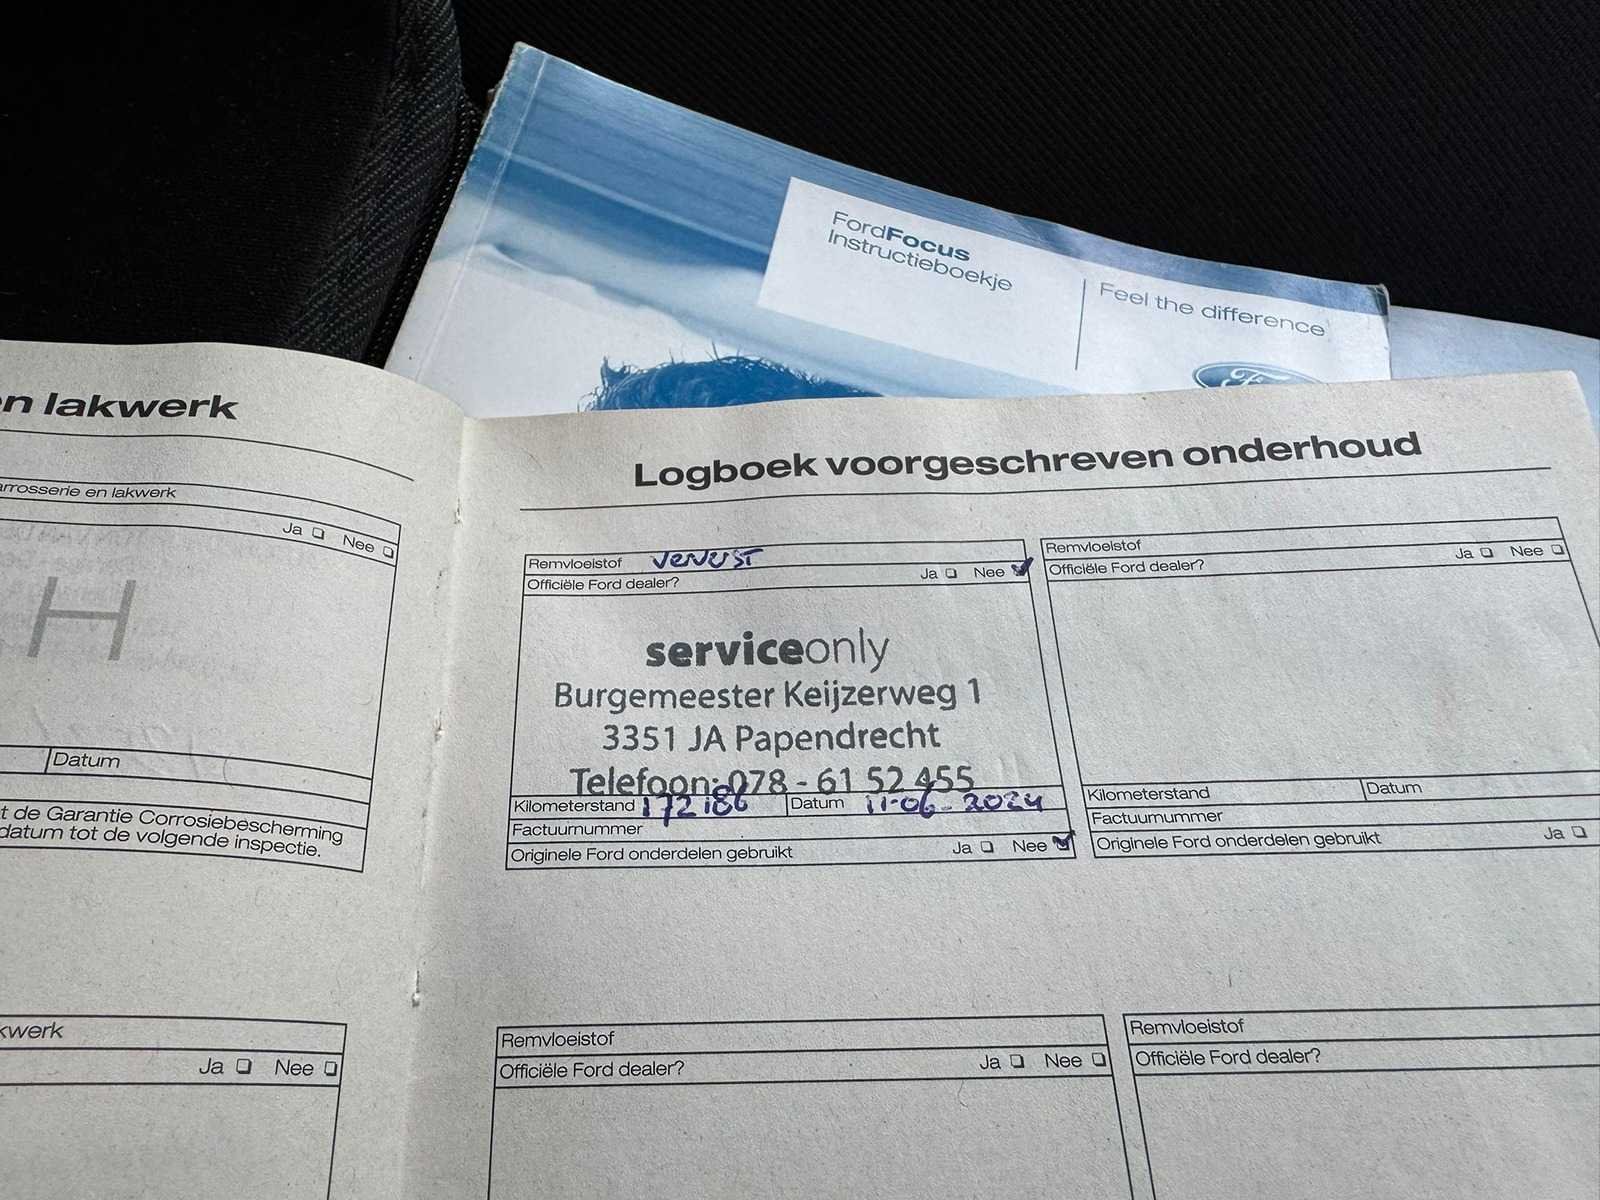 FordFocus
Instructieboekje
Feel the difference
Ford
en lakwerk
arrosserie en lakwerk
Ja Nee
H
Datum
t de Garantie Corrosiebescherming
datum tot de volgende inspectie.
kwerk
Ja Nee
Logboek voorgeschreven onderhoud
Remvloeistof ververst
Officiële Ford dealer? Ja Nee
serviceonly
Burgemeester Keijzerweg 1
3351 JA Papendrecht
Telefoon: 078 - 61 52 455
Kilometerstand 172186 Datum 11-06-2024
Factuurnummer
Originele Ford onderdelen gebruikt Ja Nee
Remvloeistof
Officiële Ford dealer? Ja Nee
Kilometerstand Datum
Factuurnummer
Originele Ford onderdelen gebruikt Ja
Remvloeistof
Officiële Ford dealer? Ja Nee
Remvloeistof
Officiële Ford dealer?